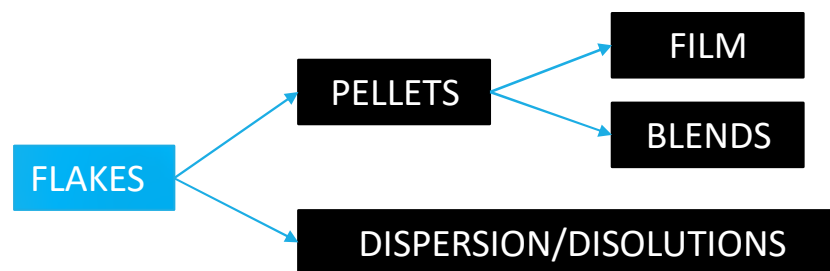 FILM
PELLETS
BLENDS
FLAKES
DISPERSION/DISOLUTIONS